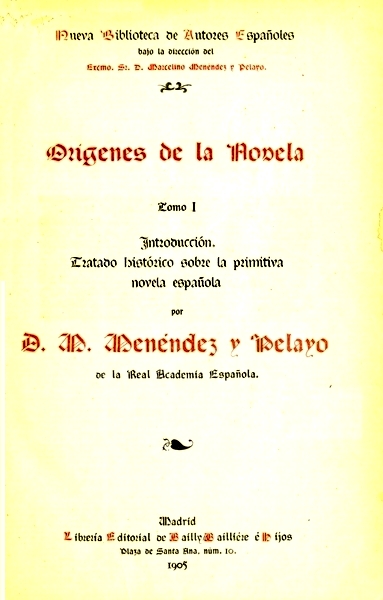 Nueva Biblioteca de Autores Españoles
bajo la dirección del
Excmo. Sr. D. Marcelino Menéndez y Pelayo.
Orígenes de la Novela
Tomo I
Introducción.
Tratado histórico sobre la primitiva
novela española
por
D. M. Menéndez y Pelayo
de la Real Academia Española.
Madrid
Librería Editorial de Bailly Bailliére é Hijos
Plaza de Santa Ana, núm. 10.
1905